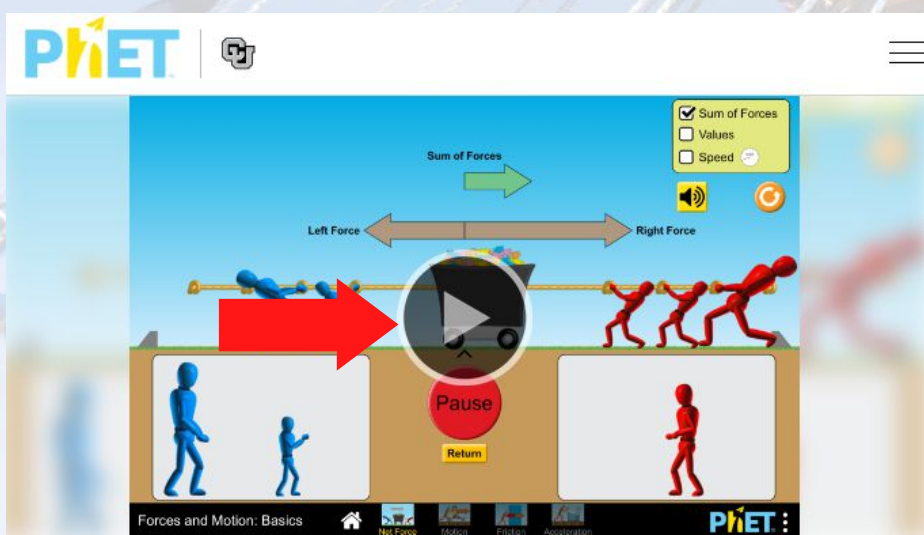 PhET
CU
Sum of Forces
Values
Speed
Sum of Forces
Left Force
Right Force
Pause
Return
Forces and Motion: Basics
Net Force
Motion
Friction
Acceleration
PhET